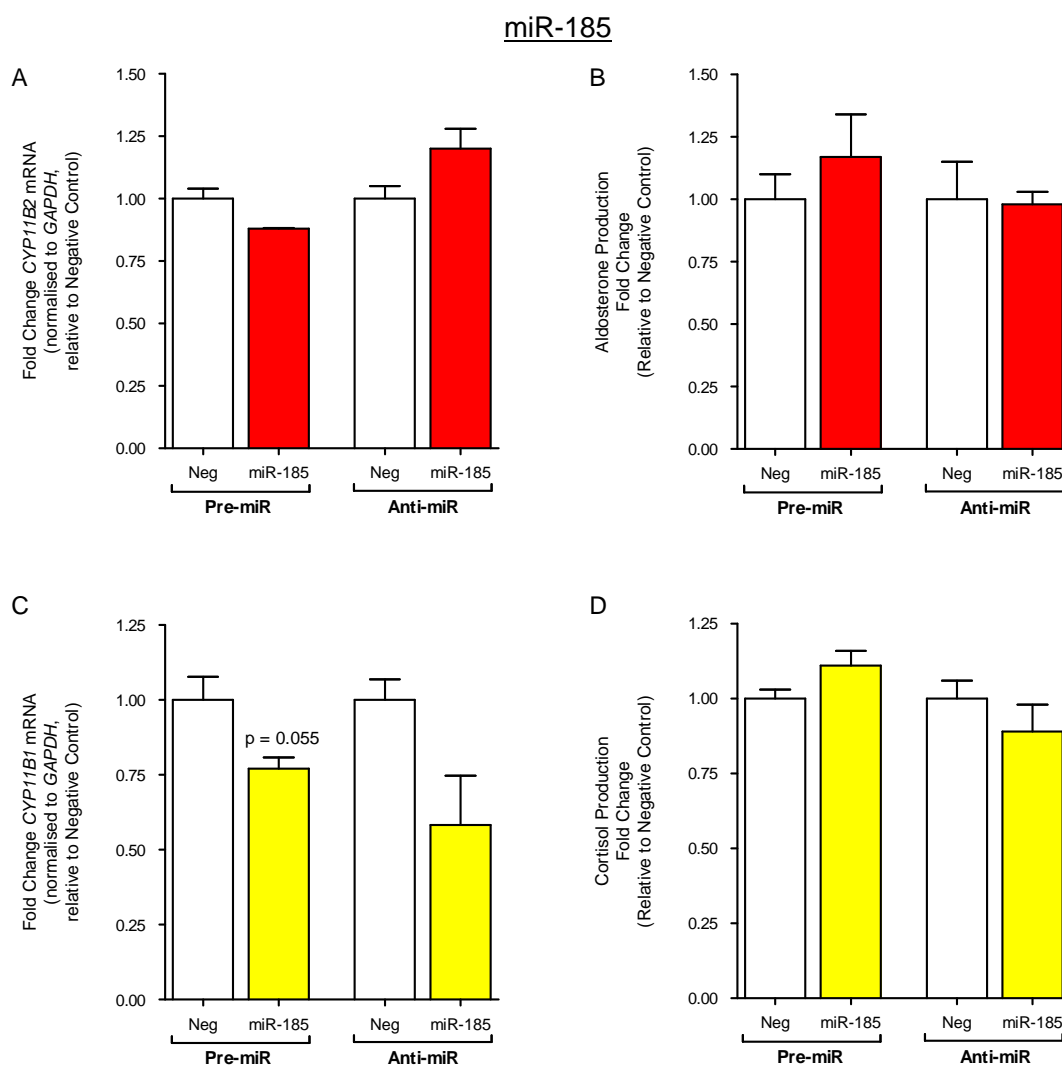 miR-185
A
Fold Change CYP11B2 mRNA
(normalised to GAPDH,
relative to Negative Control)
1.50
1.25
1.00
0.75
0.50
0.25
0.00
Neg miR-185 Neg miR-185
Pre-miR Anti-miR
B
Aldosterone Production
Fold Change
(Relative to Negative Control)
1.50
1.25
1.00
0.75
0.50
0.25
0.00
Neg miR-185 Neg miR-185
Pre-miR Anti-miR
C
Fold Change CYP11B1 mRNA
(normalised to GAPDH,
relative to Negative Control)
1.25
1.00
0.75
0.50
0.25
0.00
p = 0.055
Neg miR-185 Neg miR-185
Pre-miR Anti-miR
D
Cortisol Production
Fold Change
(Relative to Negative Control)
1.25
1.00
0.75
0.50
0.25
0.00
Neg miR-185 Neg miR-185
Pre-miR Anti-miR